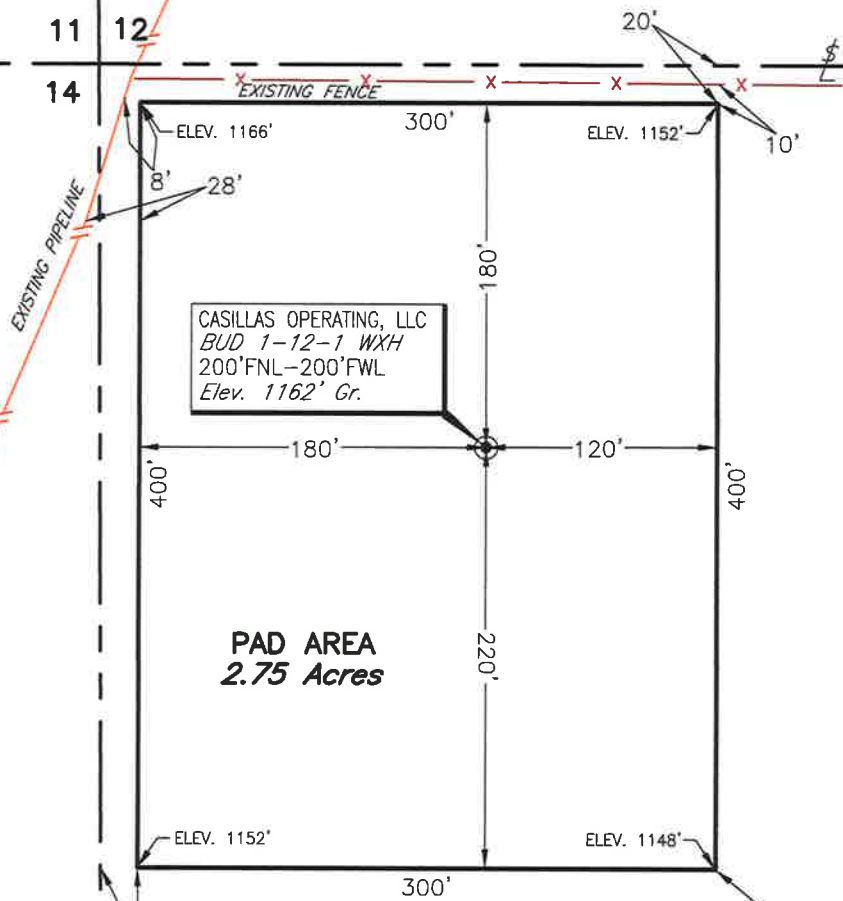 11 12
14
20'
EXISTING FENCE
ELEV. 1166'
300'
ELEV. 1152'
10'
8'
28'
EXISTING PIPELINE
180'
CASILLAS OPERATING, LLC
BUD 1-12-1 WXH
200'FNL-200'FWL
Elev. 1162' Gr.
180'
120'
400'
400'
PAD AREA
2.75 Acres
220'
ELEV. 1152'
ELEV. 1148'
300'